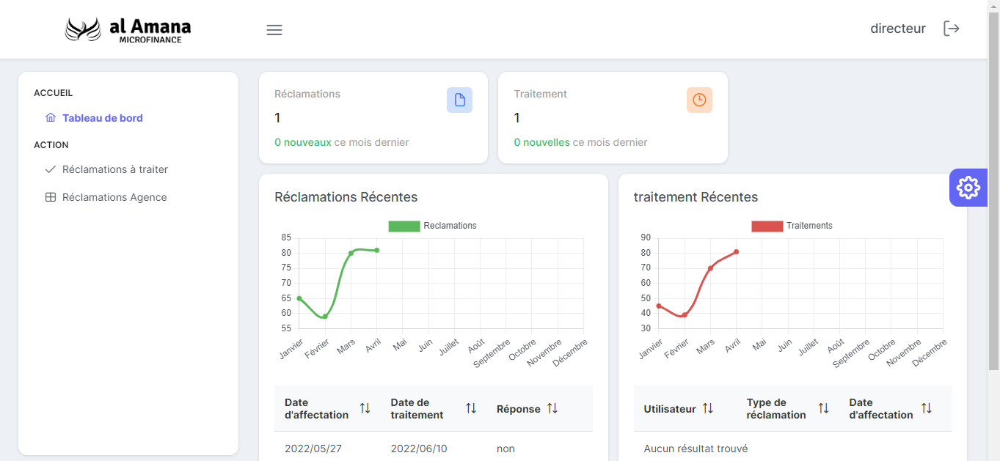 al Amana
MICROFINANCE
directeur
ACCUEIL
Tableau de bord
ACTION
Réclamations à traiter
Réclamations Agence
Réclamations
1
0 nouveaux ce mois dernier
Traitement
1
0 nouvelles ce mois dernier
Réclamations Récentes
Reclamations
85
80
75
70
65
60
55
Janvier
Février
Mars
Avril
Mai
Juin
Juillet
Août
Septembre
Octobre
Novembre
Décembre
Date
d'affectation
Date de
traitement
Réponse
2022/05/27
2022/06/10
non
traitement Récentes
Traitements
90
80
70
60
50
40
30
Janvier
Février
Mars
Avril
Mai
Juin
Juillet
Août
Septembre
Octobre
Novembre
Décembre
Utilisateur
Type de
réclamation
Date
d'affectation
Aucun résultat trouvé